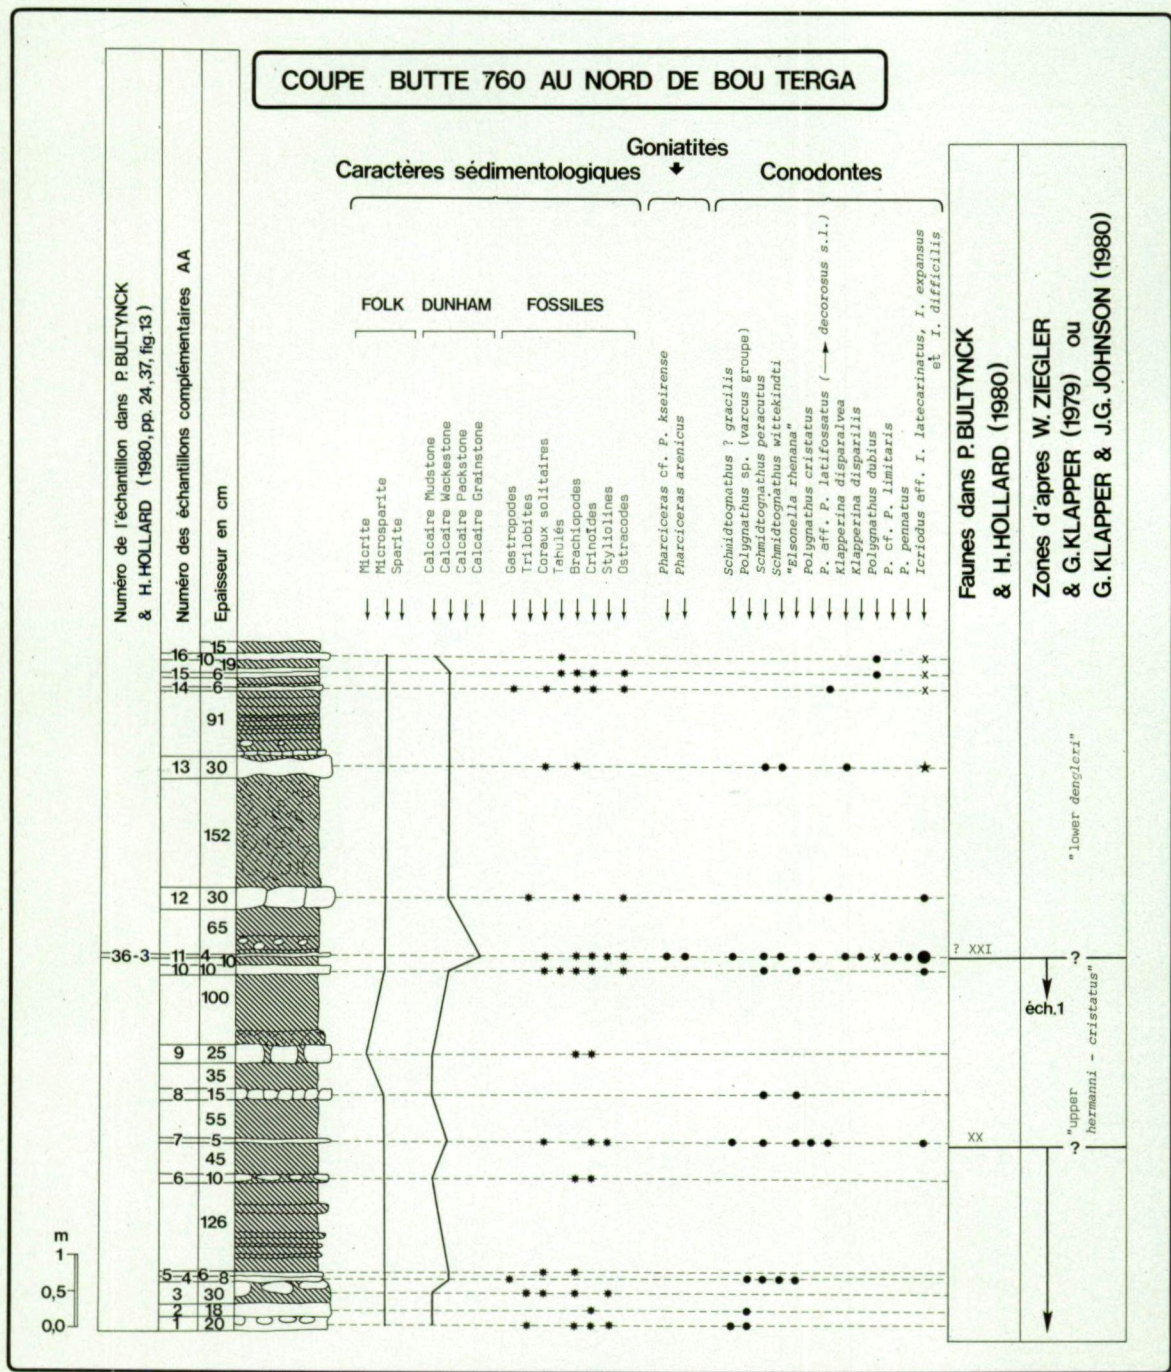 COUPE BUTTE 760 AU NORD DE BOU TERGA
Numéro de l'échantillon dans P. BULTYNCK
& H. HOLLARD (1980, pp. 24, 37, fig.13)
Numéro des échantillons complémentaires AA
Epaisseur en cm
Caractères sédimentologiques
Goniatites
Conodontes
FOLK
DUNHAM
FOSSILES
Micrite
Microsparite
Sparite
Calcaire Mudstone
Calcaire Wackestone
Calcaire Packstone
Calcaire Grainstone
Gastropodes
Trilobites
Coraux solitaires
Tabulés
Brachiopodes
Crinoïdes
Styliolines
Ostracodes
Pharciceras cf. P. kseirense
Pharciceras arenicus
Schmidtognathus ? gracilis
Polygnathus sp. (varcus groupe)
Schmidtognathus peracutus
Schmidtognathus wittekindti
"Elsonella rhenana"
Polygnathus cristatus
P. aff. P. latifossatus (→ decorosus s.l.)
Klapperina disparalvea
Klapperina disparilis
Polygnathus dubius
P. cf. P. limitaris
P. pennatus
Icriodus aff. I. latecarinatus, I. expansus
et I. difficilis
Faunes dans P. BULTYNCK
& H. HOLLARD (1980)
Zones d'apres W. ZIEGLER
& G. KLAPPER (1979) ou
G. KLAPPER & J.G. JOHNSON (1980)
15
16 10 19
15 6
14 6
91
13 30
152
12 30
65
36-3 11 4 10
10 10
100
9 25
35
8 15
55
7 5
45
6 10
126
5 6
4 8
3 30
2 18
1 20
m
1
0,5
0,0
"lower dengleri"
? XXI
?
éch.1
"upper
hermanni - cristatus"
XX
?